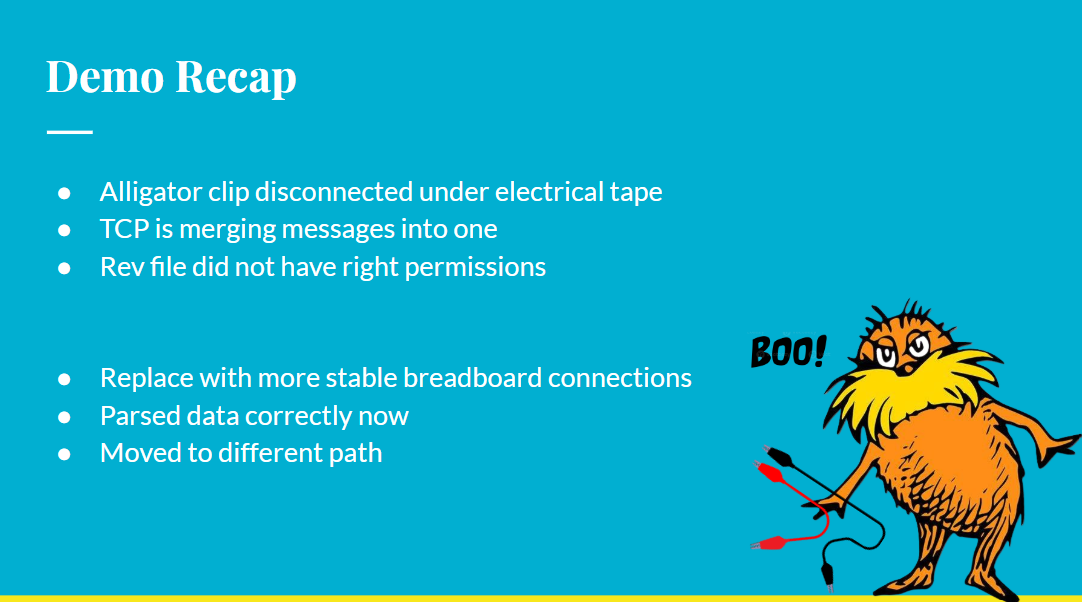 Demo Recap
● Alligator clip disconnected under electrical tape
● TCP is merging messages into one
● Rev file did not have right permissions
● Replace with more stable breadboard connections
● Parsed data correctly now
● Moved to different path
BOO!